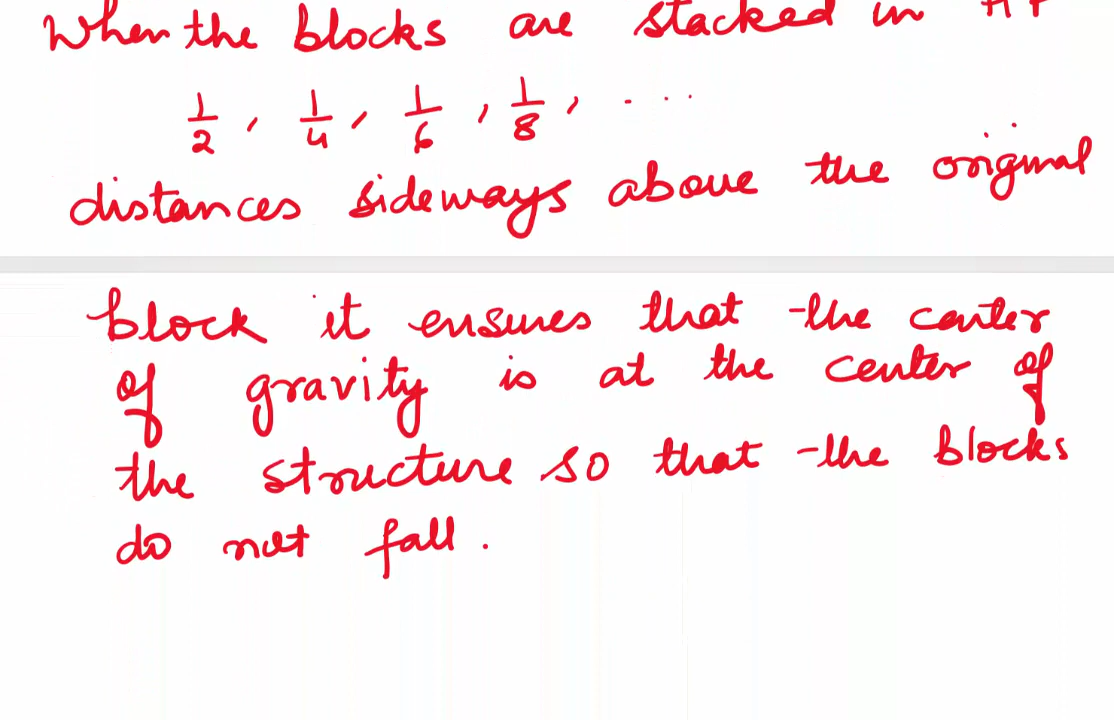 When the blocks are stacked in HP
1/2, 1/4, 1/6, 1/8, ....
distances sideways above the original
block it ensures that the center
of gravity is at the center of
the structure so that the blocks
do not fall.